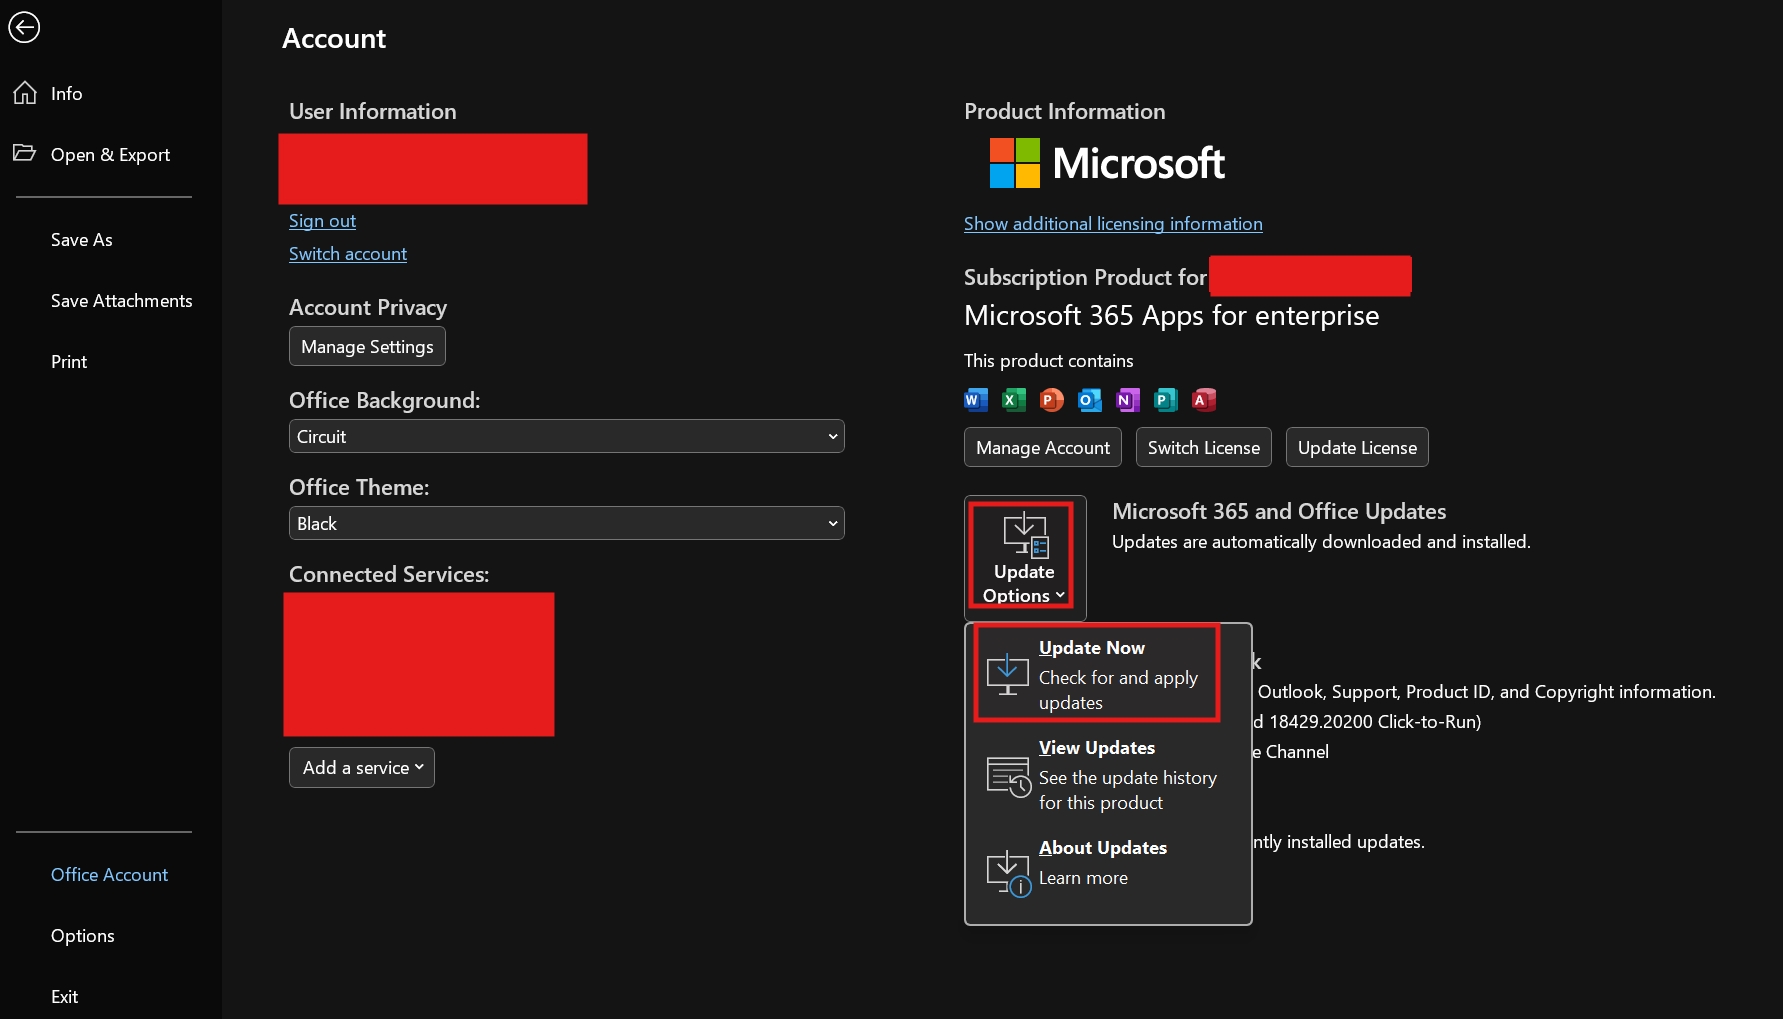 Account
Info
Open & Export
Save As
Save Attachments
Print
Office Account
Options
Exit
User Information
Sign out
Switch account
Account Privacy
Manage Settings
Office Background:
Circuit
Office Theme:
Black
Connected Services:
Add a service
Product Information
Microsoft
Show additional licensing information
Subscription Product for
Microsoft 365 Apps for enterprise
This product contains
W X P O N P A
Manage Account
Switch License
Update License
Update
Options
Microsoft 365 and Office Updates
Updates are automatically downloaded and installed.
Update Now
Check for and apply
updates
View Updates
See the update history
for this product
About Updates
Learn more
k
Outlook, Support, Product ID, and Copyright information.
d 18429.20200 Click-to-Run)
e Channel
ntly installed updates.